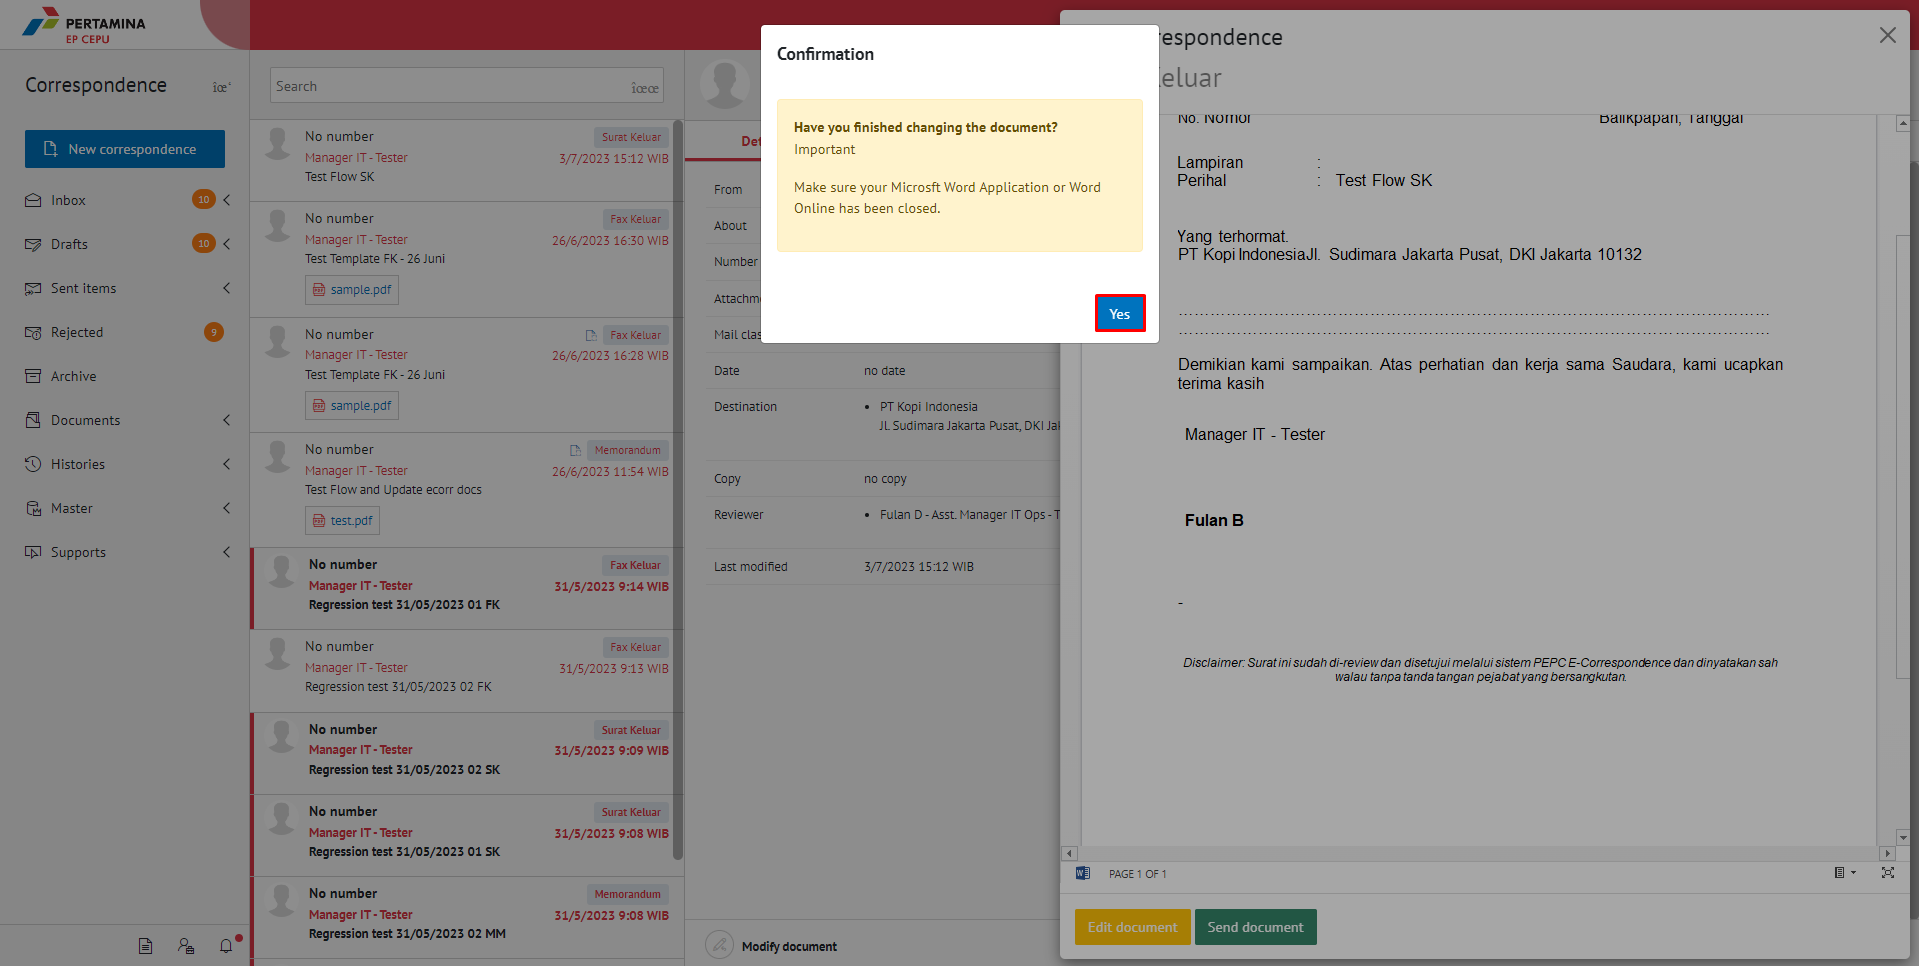 PERTAMINA
EP CEPU
Correspondence
îœ'
New correspondence
Inbox
10
Drafts
10
Sent items
Rejected
9
Archive
Documents
Histories
Master
Supports
Search
îœœ
No number
Surat Keluar
Manager IT - Tester
3/7/2023 15:12 WIB
Test Flow SK
No number
Fax Keluar
Manager IT - Tester
26/6/2023 16:30 WIB
Test Template FK - 26 Juni
sample.pdf
No number
Fax Keluar
Manager IT - Tester
26/6/2023 16:28 WIB
Test Template FK - 26 Juni
sample.pdf
No number
Memorandum
Manager IT - Tester
26/6/2023 11:54 WIB
Test Flow and Update ecorr docs
test.pdf
No number
Fax Keluar
Manager IT - Tester
31/5/2023 9:14 WIB
Regression test 31/05/2023 01 FK
No number
Fax Keluar
Manager IT - Tester
31/5/2023 9:13 WIB
Regression test 31/05/2023 02 FK
No number
Surat Keluar
Manager IT - Tester
31/5/2023 9:09 WIB
Regression test 31/05/2023 02 SK
No number
Surat Keluar
Manager IT - Tester
31/5/2023 9:08 WIB
Regression test 31/05/2023 01 SK
No number
Memorandum
Manager IT - Tester
31/5/2023 9:08 WIB
Regression test 31/05/2023 02 MM
Det
From
About
Number
Attachm
Mail clas
Date
no date
Destination
• PT Kopi Indonesia
Jl. Sudimara Jakarta Pusat, DKI Jak
Copy
no copy
Reviewer
• Fulan D - Asst. Manager IT Ops - T
Last modified
3/7/2023 15:12 WIB
Modify document
Confirmation
Have you finished changing the document?
Important
Make sure your Microsft Word Application or Word
Online has been closed.
Yes
respondence
eluar
No. Nomor
Balikpapan, Tanggal
Lampiran :
Perihal : Test Flow SK
Yang terhormat.
PT Kopi IndonesiaJl. Sudimara Jakarta Pusat, DKI Jakarta 10132
Demikian kami sampaikan. Atas perhatian dan kerja sama Saudara, kami ucapkan
terima kasih
Manager IT - Tester
Fulan B
-
Disclaimer: Surat ini sudah di-review dan disetujui melalui sistem PEPC E-Correspondence dan dinyatakan sah
walau tanpa tanda tangan pejabat yang bersangkutan.
PAGE 1 OF 1
Edit document
Send document